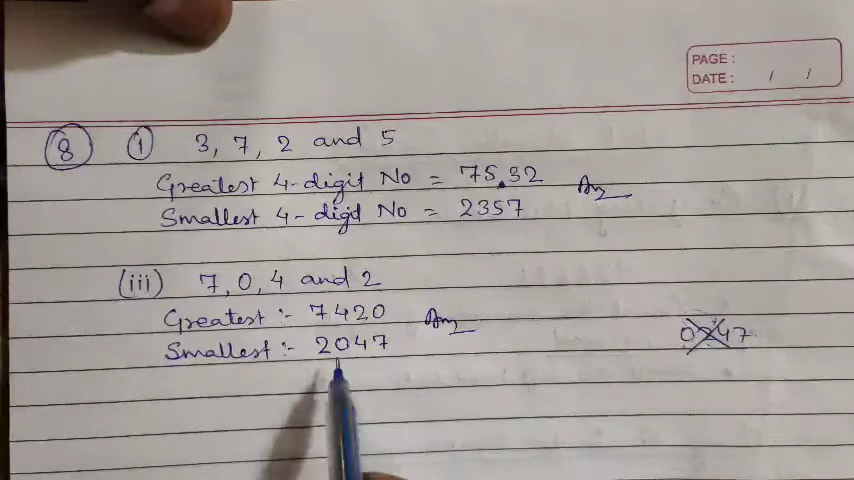 PAGE :
DATE : / /
8 1 3, 7, 2 and 5
Greatest 4-digit No = 7532
Smallest 4-digit No = 2357 Ans
(iii) 7, 0, 4 and 2
Greatest :- 7420
Smallest :- 2047 Ans
0247